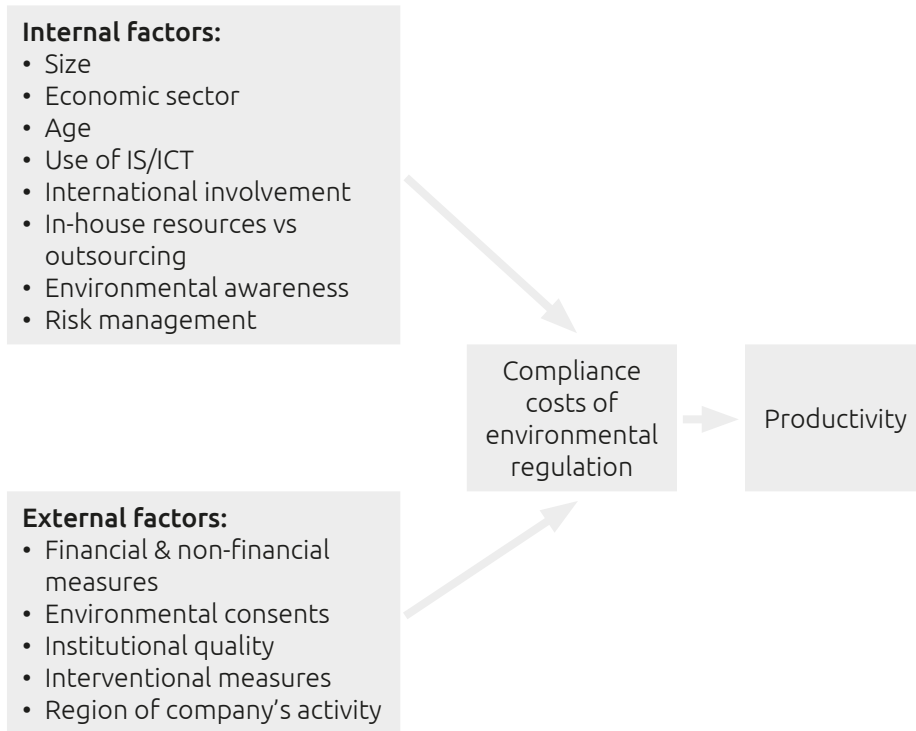 Internal factors:
• Size
• Economic sector
• Age
• Use of IS/ICT
• International involvement
• In-house resources vs
outsourcing
• Environmental awareness
• Risk management
Compliance
costs of
environmental
regulation
Productivity
External factors:
• Financial & non-financial
measures
• Environmental consents
• Institutional quality
• Interventional measures
• Region of company’s activity